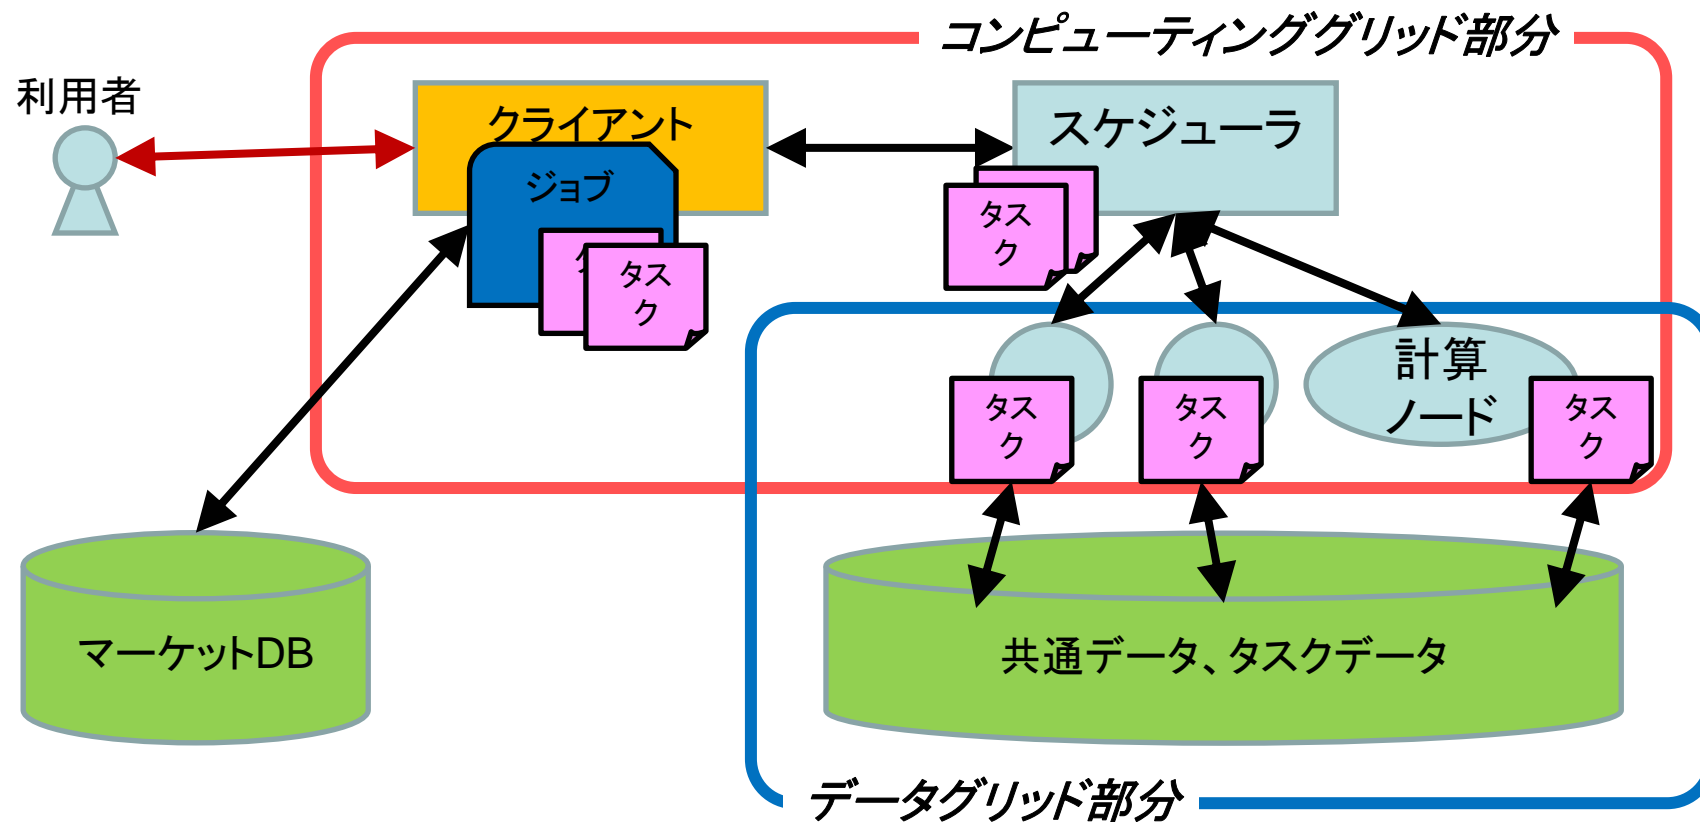 コンピューティンググリッド部分
利用者
クライアント
スケジューラ
ジョブ
タス
ク
タス
ク
計算
ノード
タス
ク
タス
ク
タス
ク
マーケットDB
共通データ、タスクデータ
データグリッド部分